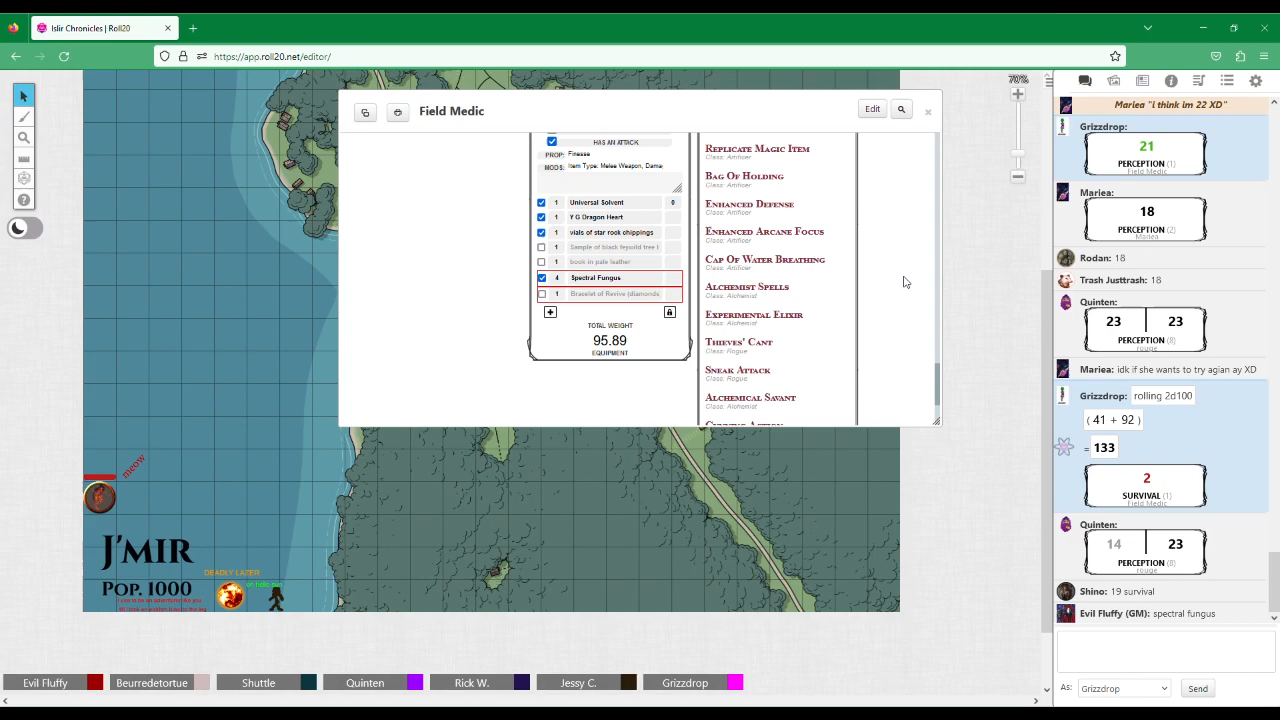 Islir Chronicles | Roll20
https://app.roll20.net/editor/
70%
Field Medic
Edit
HAS AN ATTACK
PROP: Finesse
MODS: Item Type: Melee Weapon, Dama
1 Universal Solvent 0
1 Y G Dragon Heart
1 vials of star rock chippings
1 Sample of black feywild tree l
1 book in pale leather
4 Spectral Fungus
1 Bracelet of Revive (diamonds
TOTAL WEIGHT
95.89
EQUIPMENT
Replicate Magic Item
Class: Artificer
Bag Of Holding
Class: Artificer
Enhanced Defense
Class: Artificer
Enhanced Arcane Focus
Class: Artificer
Cap Of Water Breathing
Class: Artificer
Alchemist Spells
Class: Alchemist
Experimental Elixir
Class: Alchemist
Thieves' Cant
Class: Rogue
Sneak Attack
Class: Rogue
Alchemical Savant
Class: Alchemist
Cunning Action
meow
J'mir
Pop. 1000
DEADLY LAZER
Mariea "i think im 22 XD"
Grizzdrop:
21
PERCEPTION (1)
Field Medic
Mariea:
18
PERCEPTION (2)
Mariea
Rodan: 18
Trash Justtrash: 18
Quinten:
23 23
PERCEPTION (8)
rouge
Mariea: idk if she wants to try agian ay XD
Grizzdrop: rolling 2d100
( 41 + 92 )
= 133
2
SURVIVAL (1)
Field Medic
Quinten:
14 23
PERCEPTION (8)
rouge
Shino: 19 survival
Evil Fluffy (GM): spectral fungus
As: Grizzdrop Send
Evil Fluffy
Beurredetortue
Shuttle
Quinten
Rick W.
Jessy C.
Grizzdrop